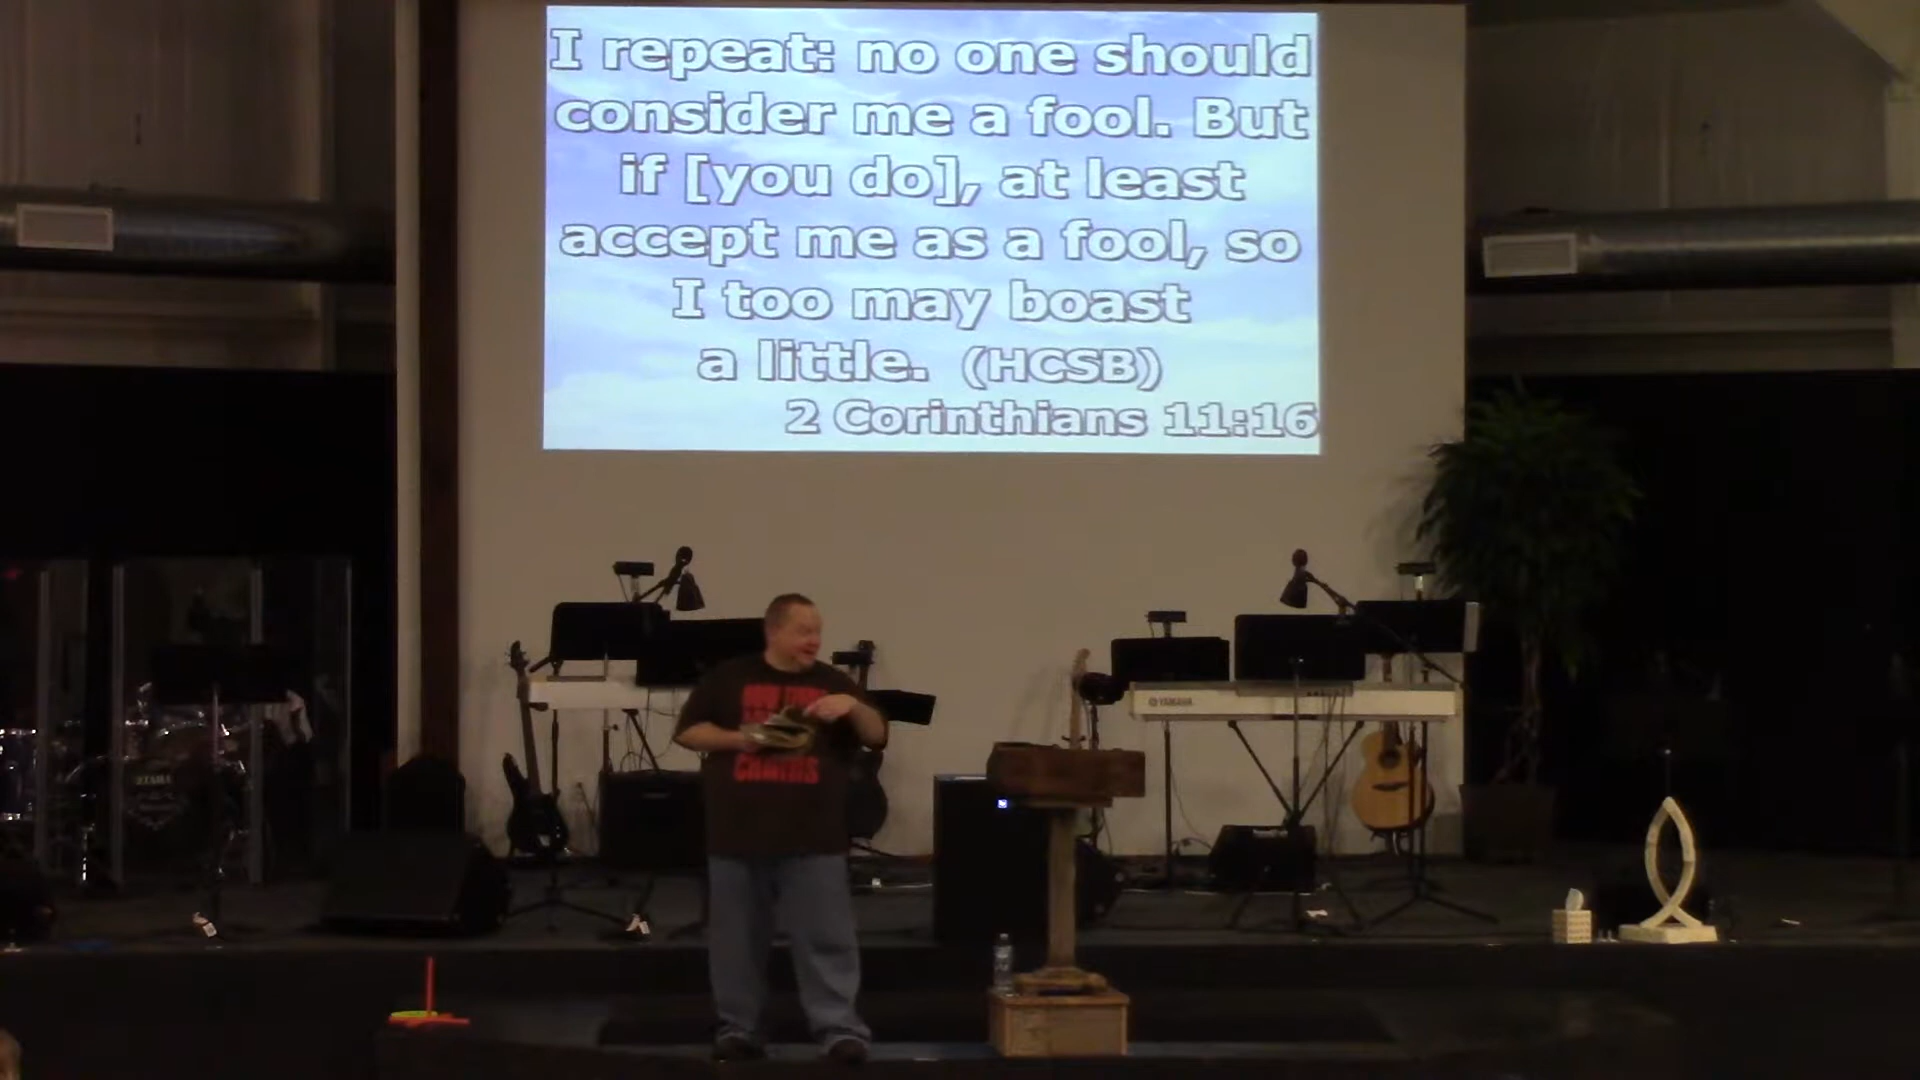 I repeat: no one should
consider me a fool. But
if [you do], at least
accept me as a fool, so
I too may boast
a little. (HCSB)
2 Corinthians 11:16
YAMAHA
TAMA